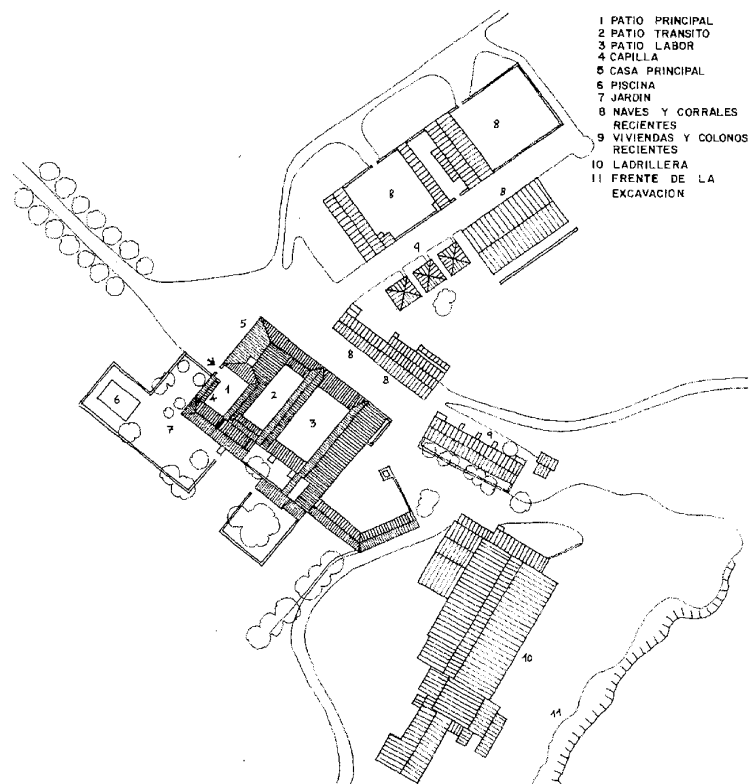 1 PATIO PRINCIPAL
2 PATIO TRANSITO
3 PATIO LABOR
4 CAPILLA
5 CASA PRINCIPAL
6 PISCINA
7 JARDIN
8 NAVES Y CORRALES
RECIENTES
9 VIVIENDAS Y COLONOS
RECIENTES
10 LADRILLERA
11 FRENTE DE LA
EXCAVACION
8
8
8
9
5
8
8
1
2
6
4
3
7
9
10
11